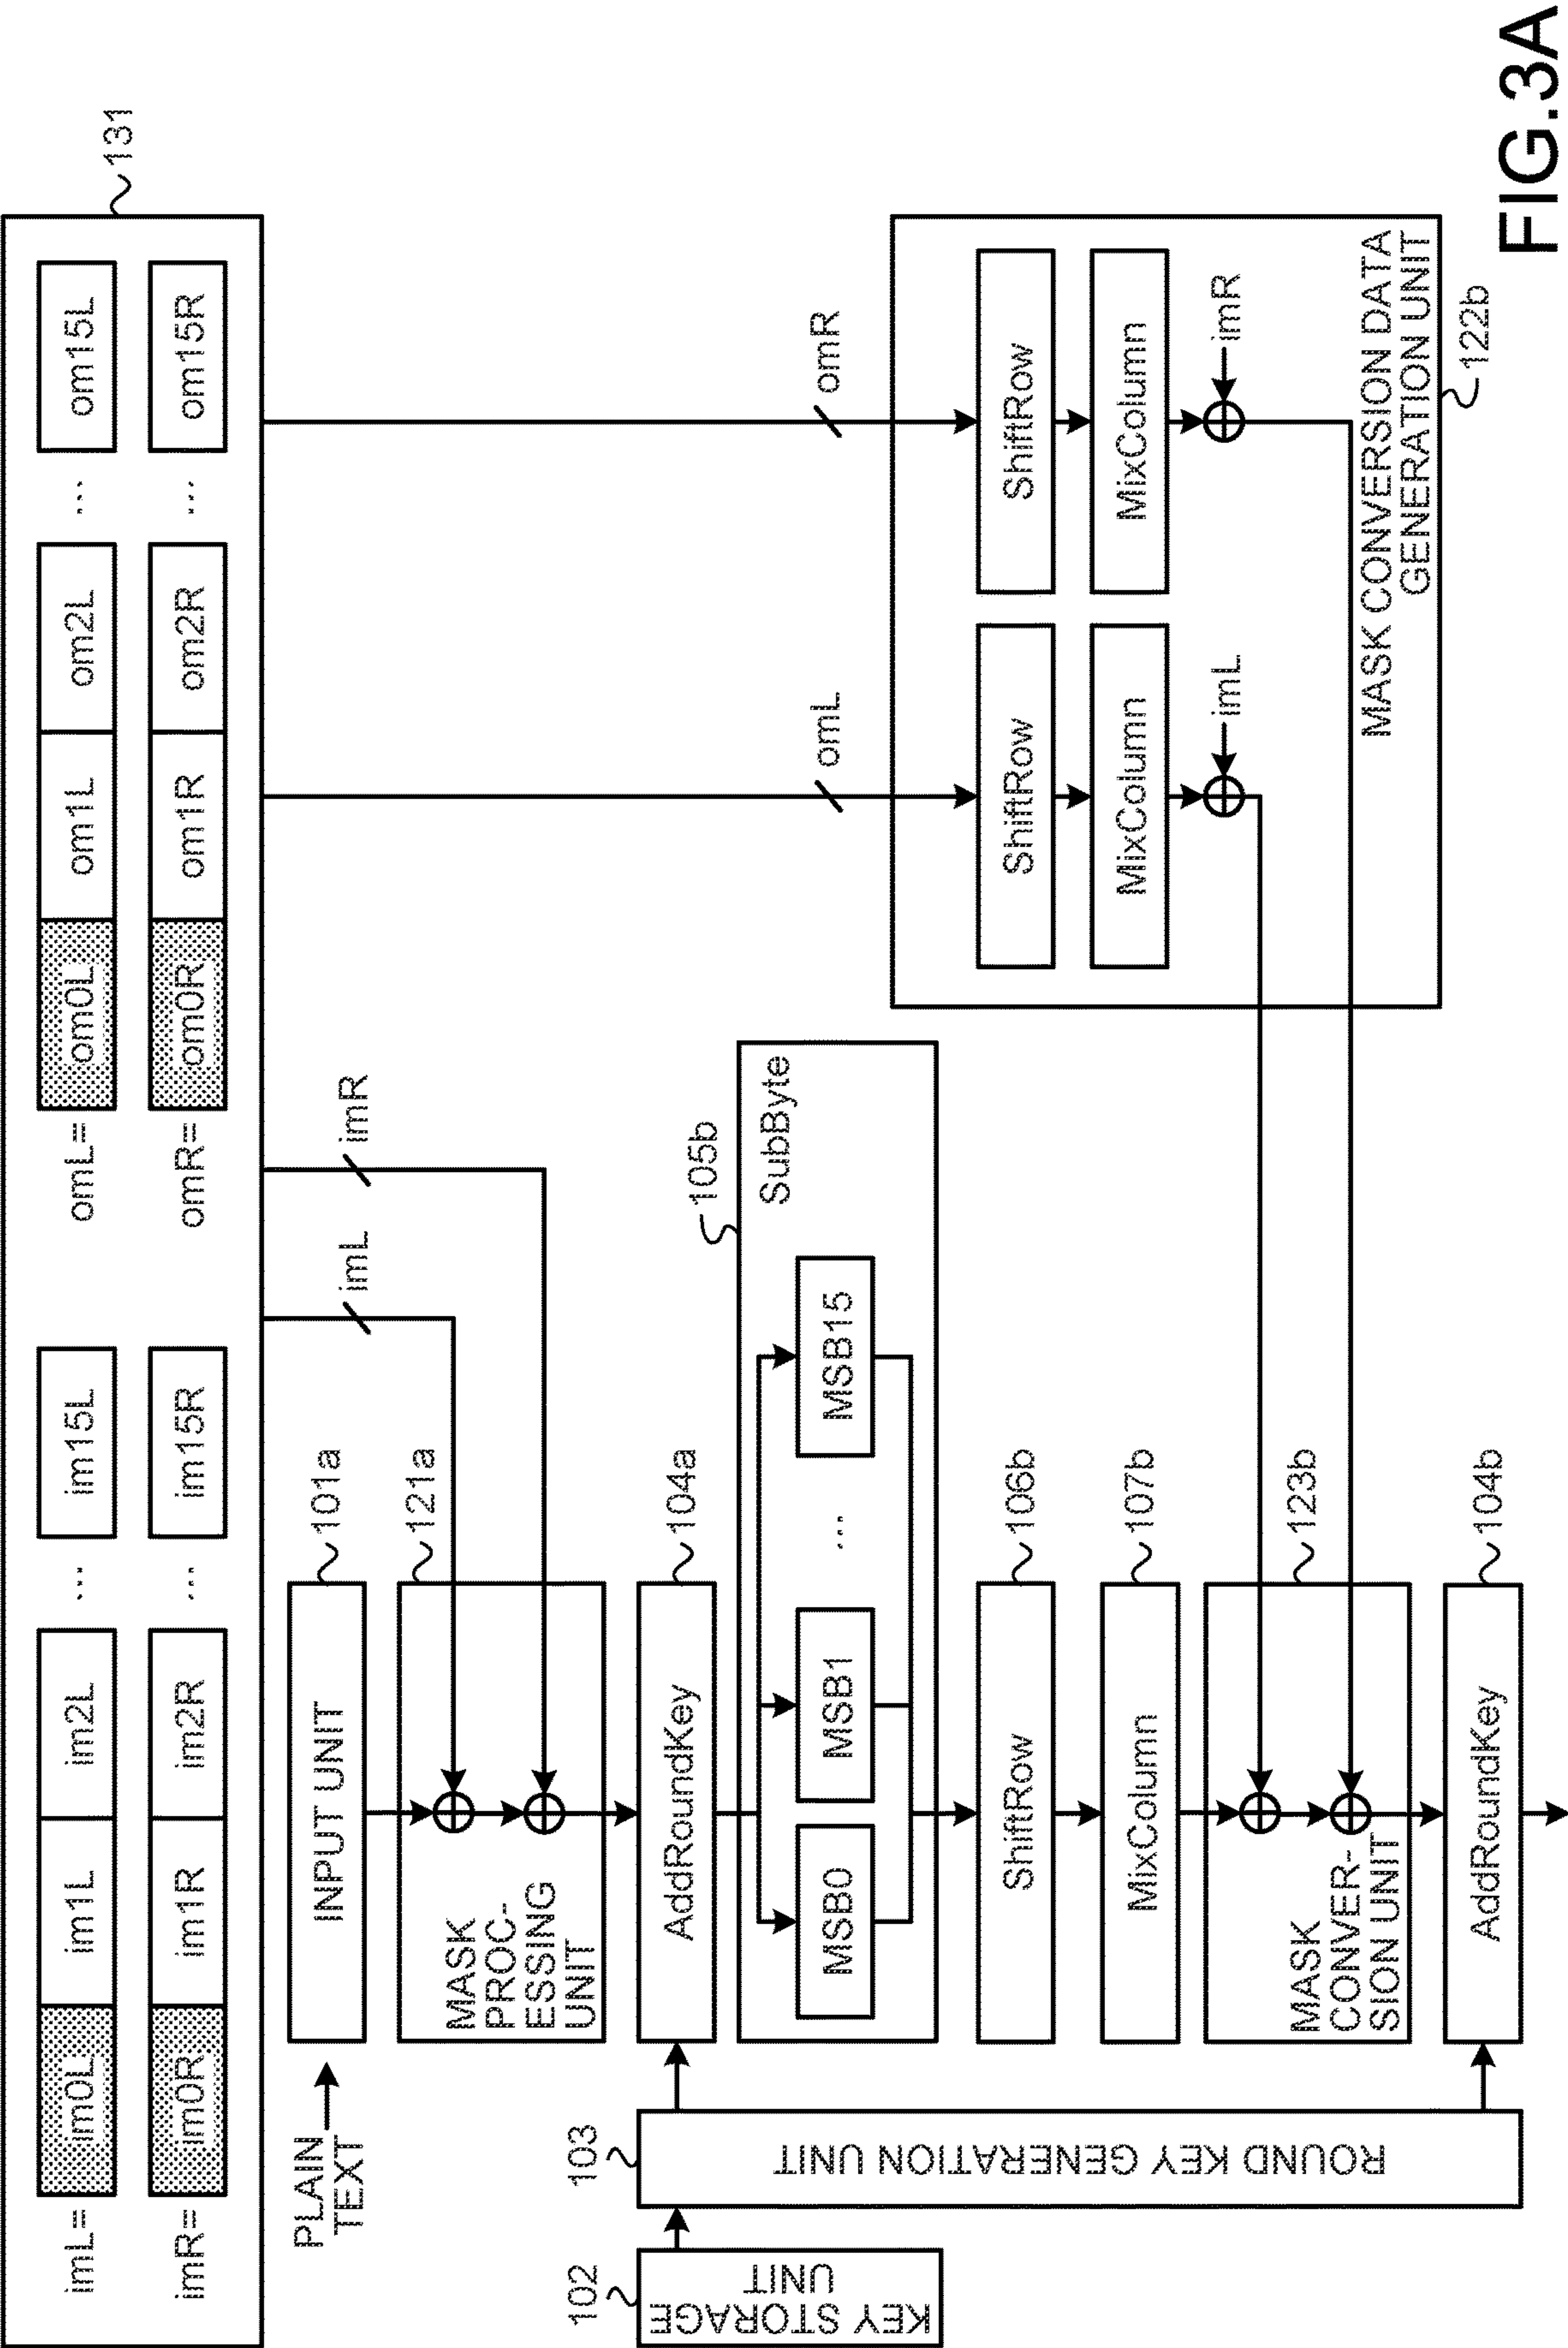 imL= im0L im1L im2L ... im15L omL= om0L om1L om2L ... om15L
imR= im0R im1R im2R ... im15R omR= om0R om1R om2R ... om15R
131
PLAIN
TEXT
INPUT UNIT
101a
imL
imR
omL
omR
MASK
PROC-
ESSING
UNIT
121a
102
KEY STORAGE
UNIT
103
ROUND KEY GENERATION UNIT
AddRoundKey
104a
105b
SubByte
MSB0
MSB1
...
MSB15
ShiftRow
106b
ShiftRow
ShiftRow
MixColumn
107b
MixColumn
MixColumn
imL
imR
MASK
CONVER-
SION UNIT
123b
MASK CONVERSION DATA
GENERATION UNIT
122b
AddRoundKey
104b
FIG.3A